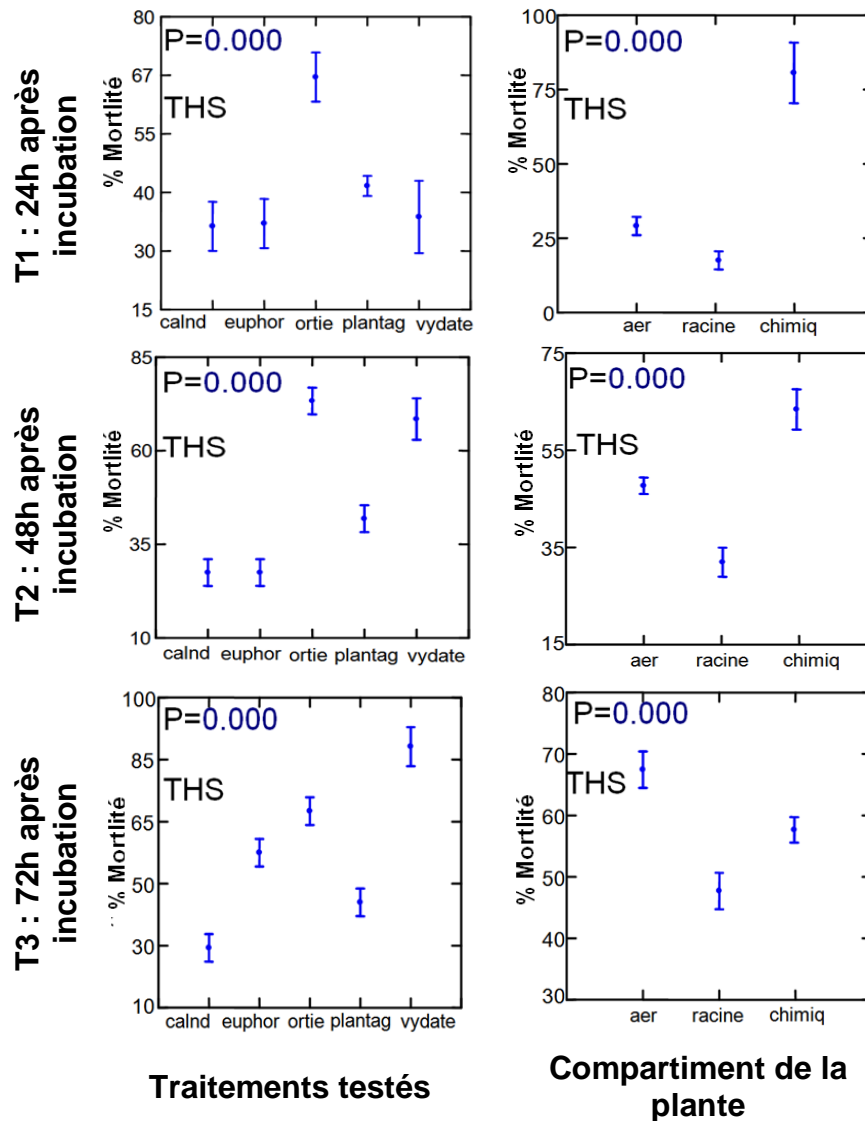 T1 : 24h après
incubation
% Mortlité
80
67
55
40
30
15
P=0.000
THS
calnd euphor ortie plantag vydate
% Mortlité
100
75
50
25
0
P=0.000
THS
aer racine chimiq
T2 : 48h après
incubation
% Mortlité
85
60
35
10
P=0.000
THS
calnd euphor ortie plantag vydate
% Mortlité
75
55
35
15
P=0.000
THS
aer racine chimiq
T3 : 72h après
incubation
% Mortlité
100
85
65
50
30
10
P=0.000
THS
calnd euphor ortie plantag vydate
% Mortlité
80
70
60
50
40
30
P=0.000
THS
aer racine chimiq
Traitements testés
Compartiment de la
plante